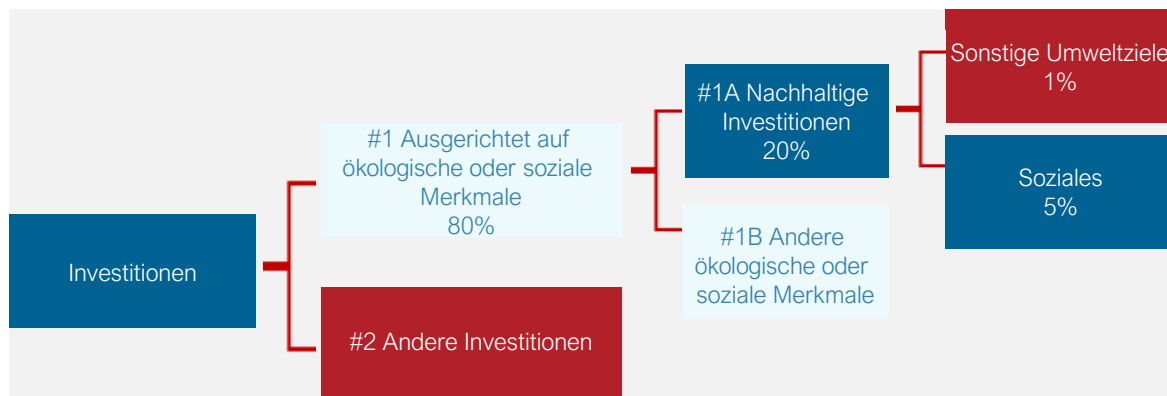 Investitionen
#1 Ausgerichtet auf
ökologische oder soziale
Merkmale
80%
#2 Andere Investitionen
#1A Nachhaltige
Investitionen
20%
#1B Andere
ökologische oder
soziale Merkmale
Sonstige Umweltziele
1%
Soziales
5%